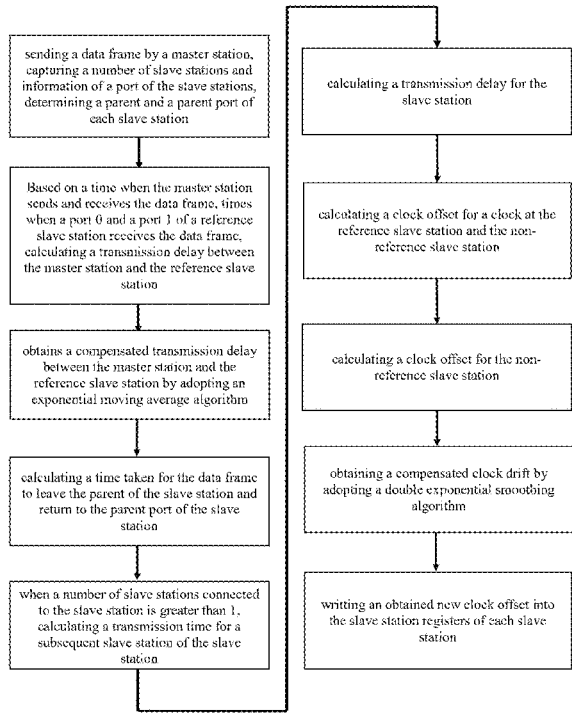 sending a data frame by a master station,
capturing a number of slave stations and
information of a port of the slave stations,
determining a parent and a parent port of
each slave station
Based on a time when the master station
sends and receives the data frame, times
when a port 0 and a port 1 of a reference
slave station receives the data frame,
calculating a transmission delay between
the master station and the reference slave
station
obtains a compensated transmission delay
between the master station and the
reference slave station by adopting an
exponential moving average algorithm
calculating a time taken for the data frame
to leave the parent of the slave station and
return to the parent port of the slave
station
when a number of slave stations connected
to the slave station is greater than 1,
calculating a transmission time for a
subsequent slave station of the slave
station
calculating a transmission delay for the
slave station
calculating a clock offset for a clock at the
reference slave station and the non-
reference slave station
calculating a clock offset for the non-
reference slave station
obtaining a compensated clock drift by
adopting a double exponential smoothing
algorithm
writting an obtained new clock offset into
the slave station registers of each slave
station